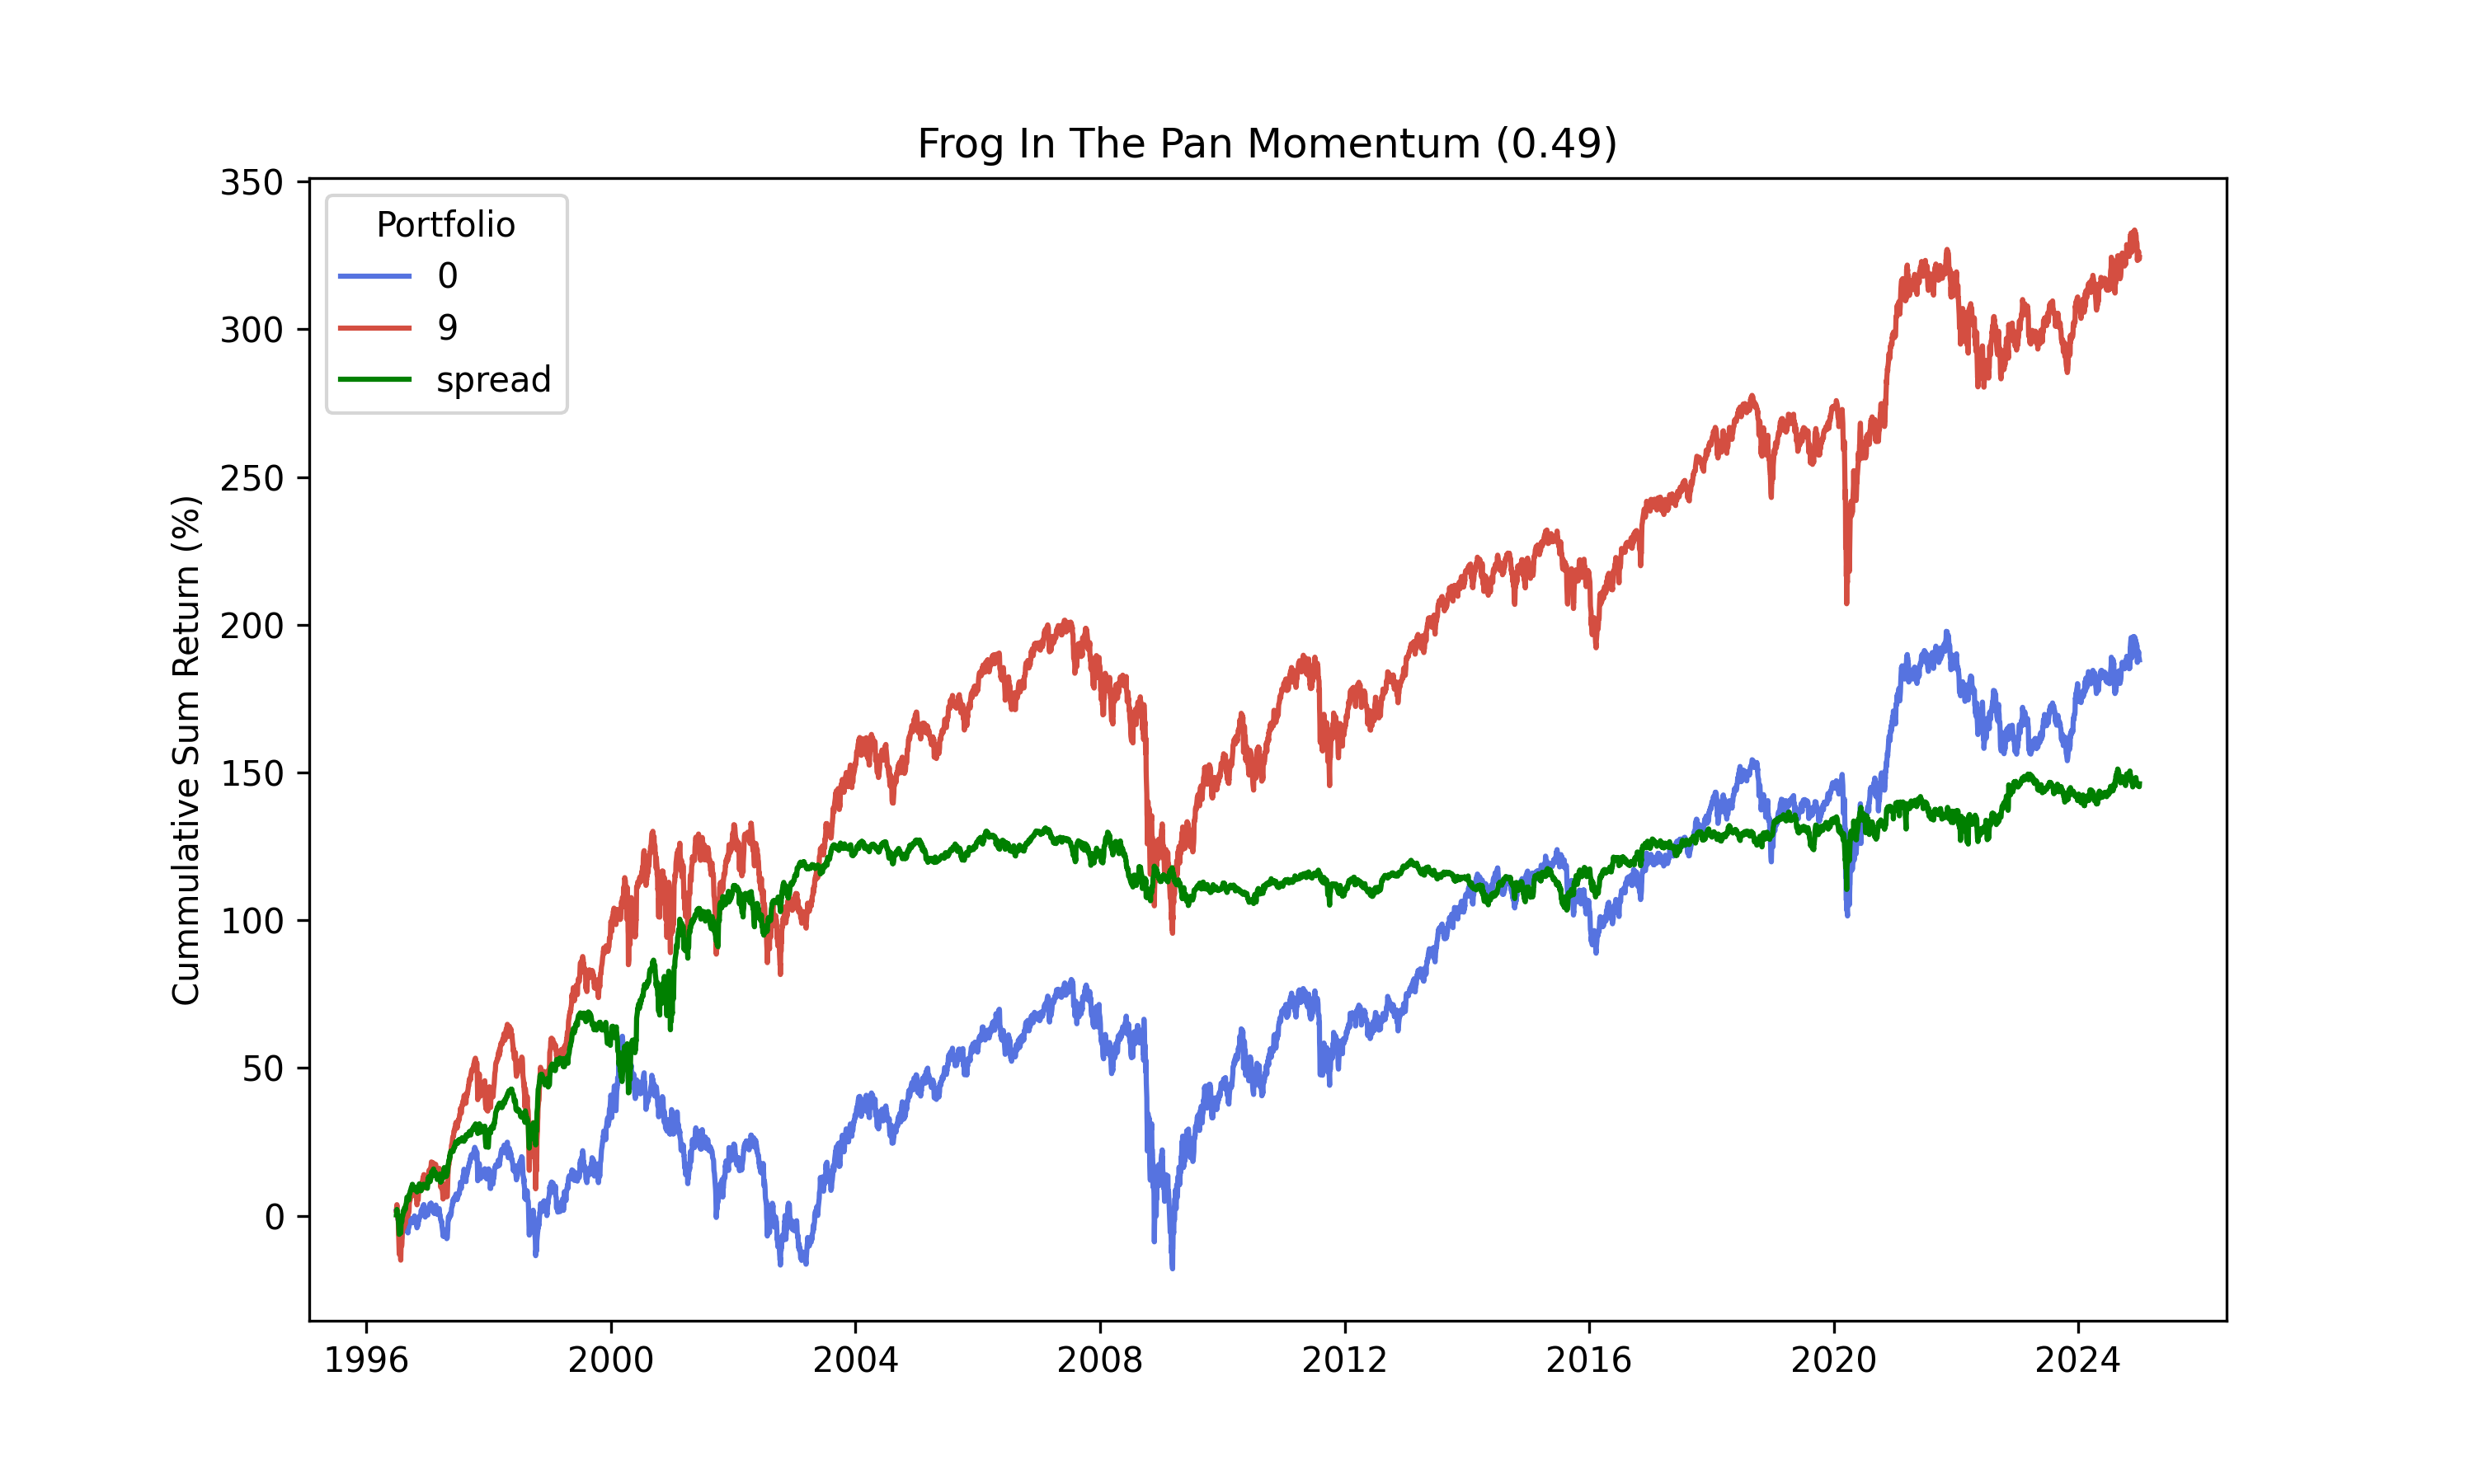 Frog In The Pan Momentum (0.49)
Portfolio
0
9
spread
Cummulative Sum Return (%)
350
300
250
200
150
100
50
0
1996 2000 2004 2008 2012 2016 2020 2024